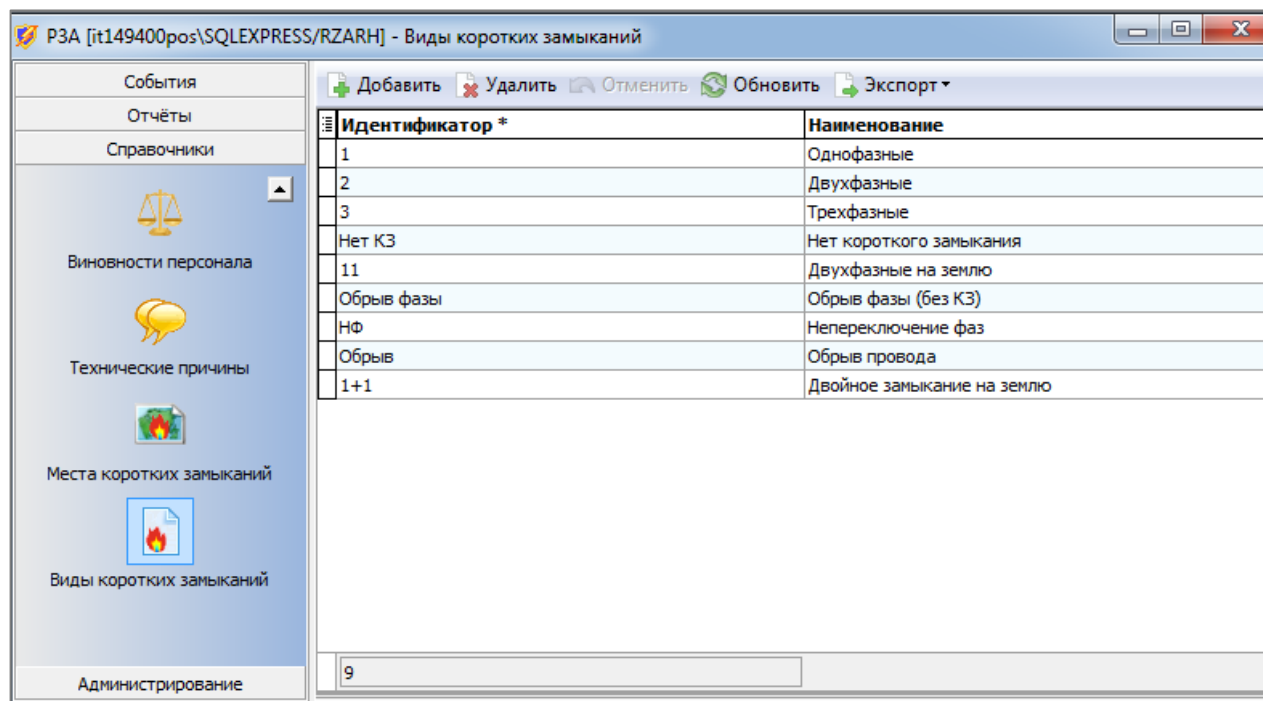 РЗА [it149400pos\SQLEXPRESS/RZARH] - Виды коротких замыканий
События
Отчёты
Справочники
Виновности персонала
Технические причины
Места коротких замыканий
Виды коротких замыканий
Администрирование
Добавить Удалить Отменить Обновить Экспорт
Идентификатор * Наименование
1 Однофазные
2 Двухфазные
3 Трехфазные
Нет КЗ Нет короткого замыкания
11 Двухфазные на землю
Обрыв фазы Обрыв фазы (без КЗ)
НФ Непереключение фаз
Обрыв Обрыв провода
1+1 Двойное замыкание на землю
9